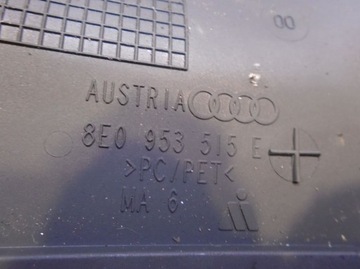 00
AUSTRIA
8E0 953 515 E
>PC/PET<
MA 6